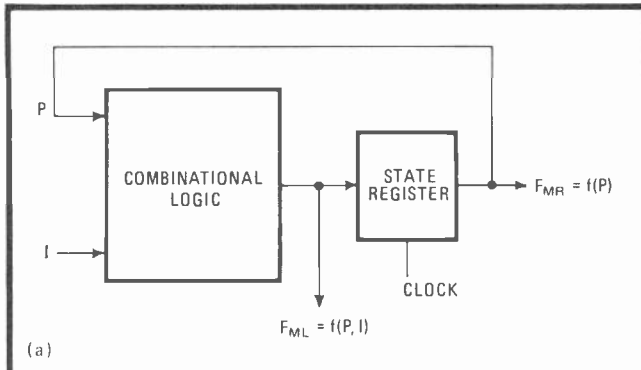 P
COMBINATIONAL
LOGIC
I
STATE
REGISTER
F_MR = f(P)
CLOCK
F_ML = f(P, I)
(a)